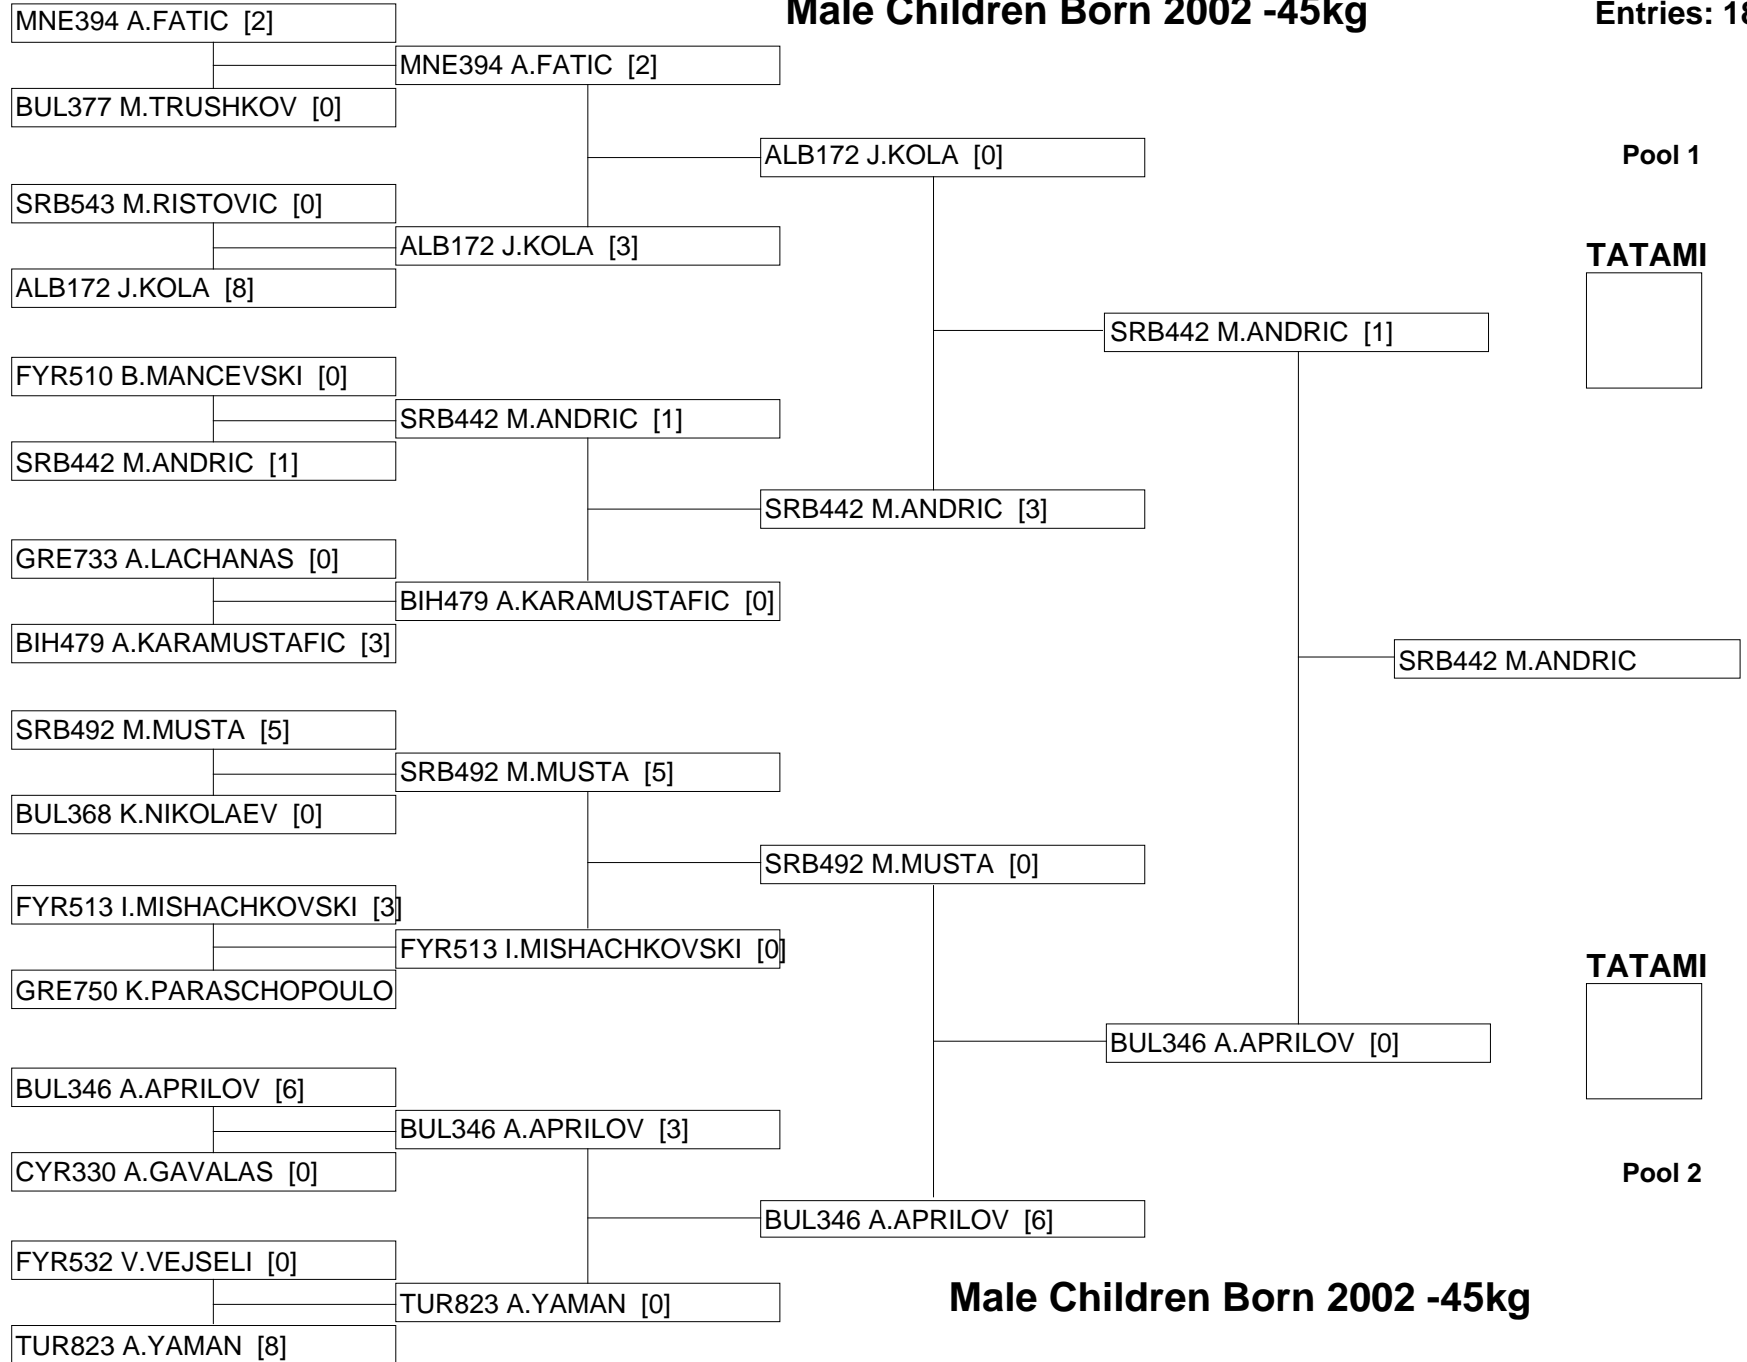 Male Children Born 2002 -45kg
Entries: 18
MNE394 A.FATIC [2]
MNE394 A.FATIC [2]
BUL377 M.TRUSHKOV [0]
ALB172 J.KOLA [0]
Pool 1
SRB543 M.RISTOVIC [0]
ALB172 J.KOLA [3]
TATAMI
ALB172 J.KOLA [8]
SRB442 M.ANDRIC [1]
FYR510 B.MANCEVSKI [0]
SRB442 M.ANDRIC [1]
SRB442 M.ANDRIC [1]
SRB442 M.ANDRIC [3]
GRE733 A.LACHANAS [0]
BIH479 A.KARAMUSTAFIC [0]
BIH479 A.KARAMUSTAFIC [3]
SRB442 M.ANDRIC
SRB492 M.MUSTA [5]
SRB492 M.MUSTA [5]
BUL368 K.NIKOLAEV [0]
SRB492 M.MUSTA [0]
FYR513 I.MISHACHKOVSKI [3]
FYR513 I.MISHACHKOVSKI [0]
TATAMI
GRE750 K.PARASCHOPOULO
BUL346 A.APRILOV [0]
BUL346 A.APRILOV [6]
BUL346 A.APRILOV [3]
CYR330 A.GAVALAS [0]
Pool 2
BUL346 A.APRILOV [6]
FYR532 V.VEJSELI [0]
TUR823 A.YAMAN [0]
Male Children Born 2002 -45kg
TUR823 A.YAMAN [8]